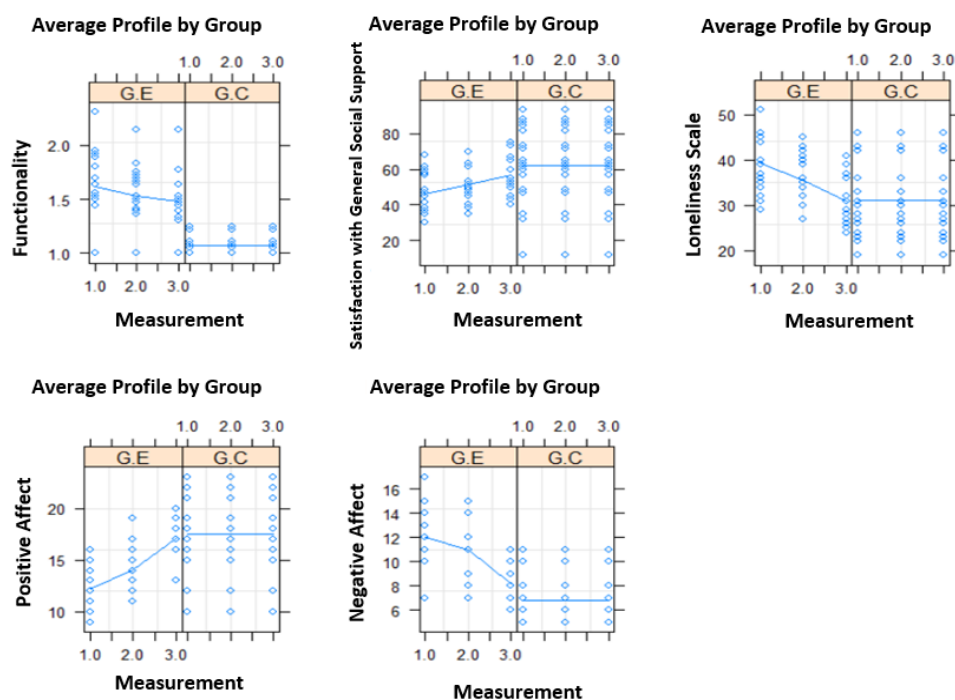 Average Profile by Group
1.0 2.0 3.0
G.E G.C
Functionality
2.0
1.5
1.0
1.0 2.0 3.0
Measurement
Average Profile by Group
1.0 2.0 3.0
G.E G.C
Satisfaction with General Social Support
80
60
40
20
1.0 2.0 3.0
Measurement
Average Profile by Group
1.0 2.0 3.0
G.E G.C
Loneliness Scale
50
40
30
20
1.0 2.0 3.0
Measurement
Average Profile by Group
1.0 2.0 3.0
G.E G.C
Positive Affect
20
15
10
1.0 2.0 3.0
Measurement
Average Profile by Group
1.0 2.0 3.0
G.E G.C
Negative Affect
16
14
12
10
8
6
1.0 2.0 3.0
Measurement